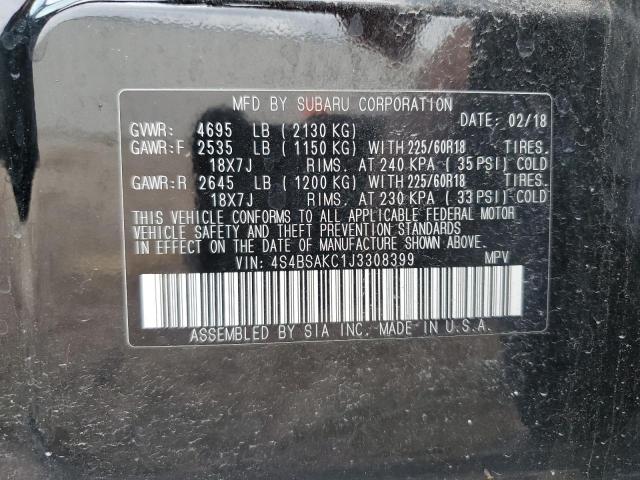 MFD BY SUBARU CORPORATION
GVWR: 4695 LB (2130 KG) DATE: 02/18
GAWR:F 2535 LB (1150 KG) WITH 225/60R18 TIRES.
18X7J RIMS. AT 240 KPA (35 PSI) COLD
GAWR:R 2645 LB (1200 KG) WITH 225/60R18 TIRES.
18X7J RIMS. AT 230 KPA (33 PSI) COLD
THIS VEHICLE CONFORMS TO ALL APPLICABLE FEDERAL MOTOR
VEHICLE SAFETY AND THEFT PREVENTION STANDARDS
IN EFFECT ON THE DATE OF MANUFACTURE SHOWN ABOVE.
VIN: 4S4BSAKC1J3308399 MPV
ASSEMBLED BY SIA INC. MADE IN U.S.A.